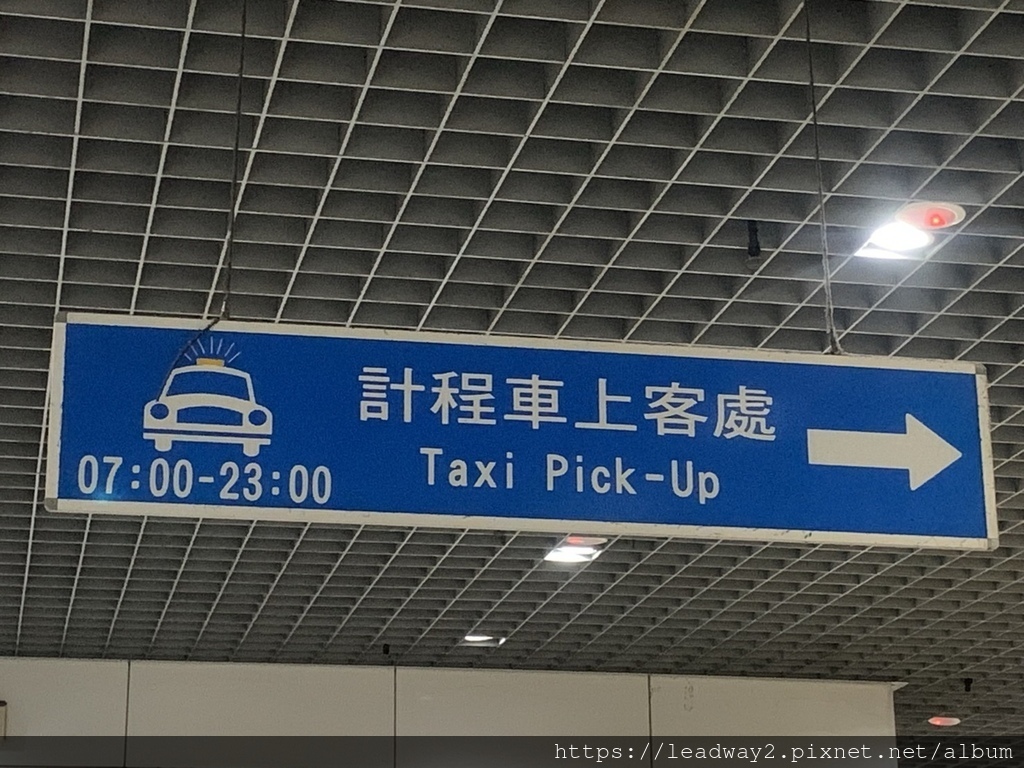 計程車上客處
Taxi Pick-Up
07:00-23:00
https://leadway2.pixnet.net/album